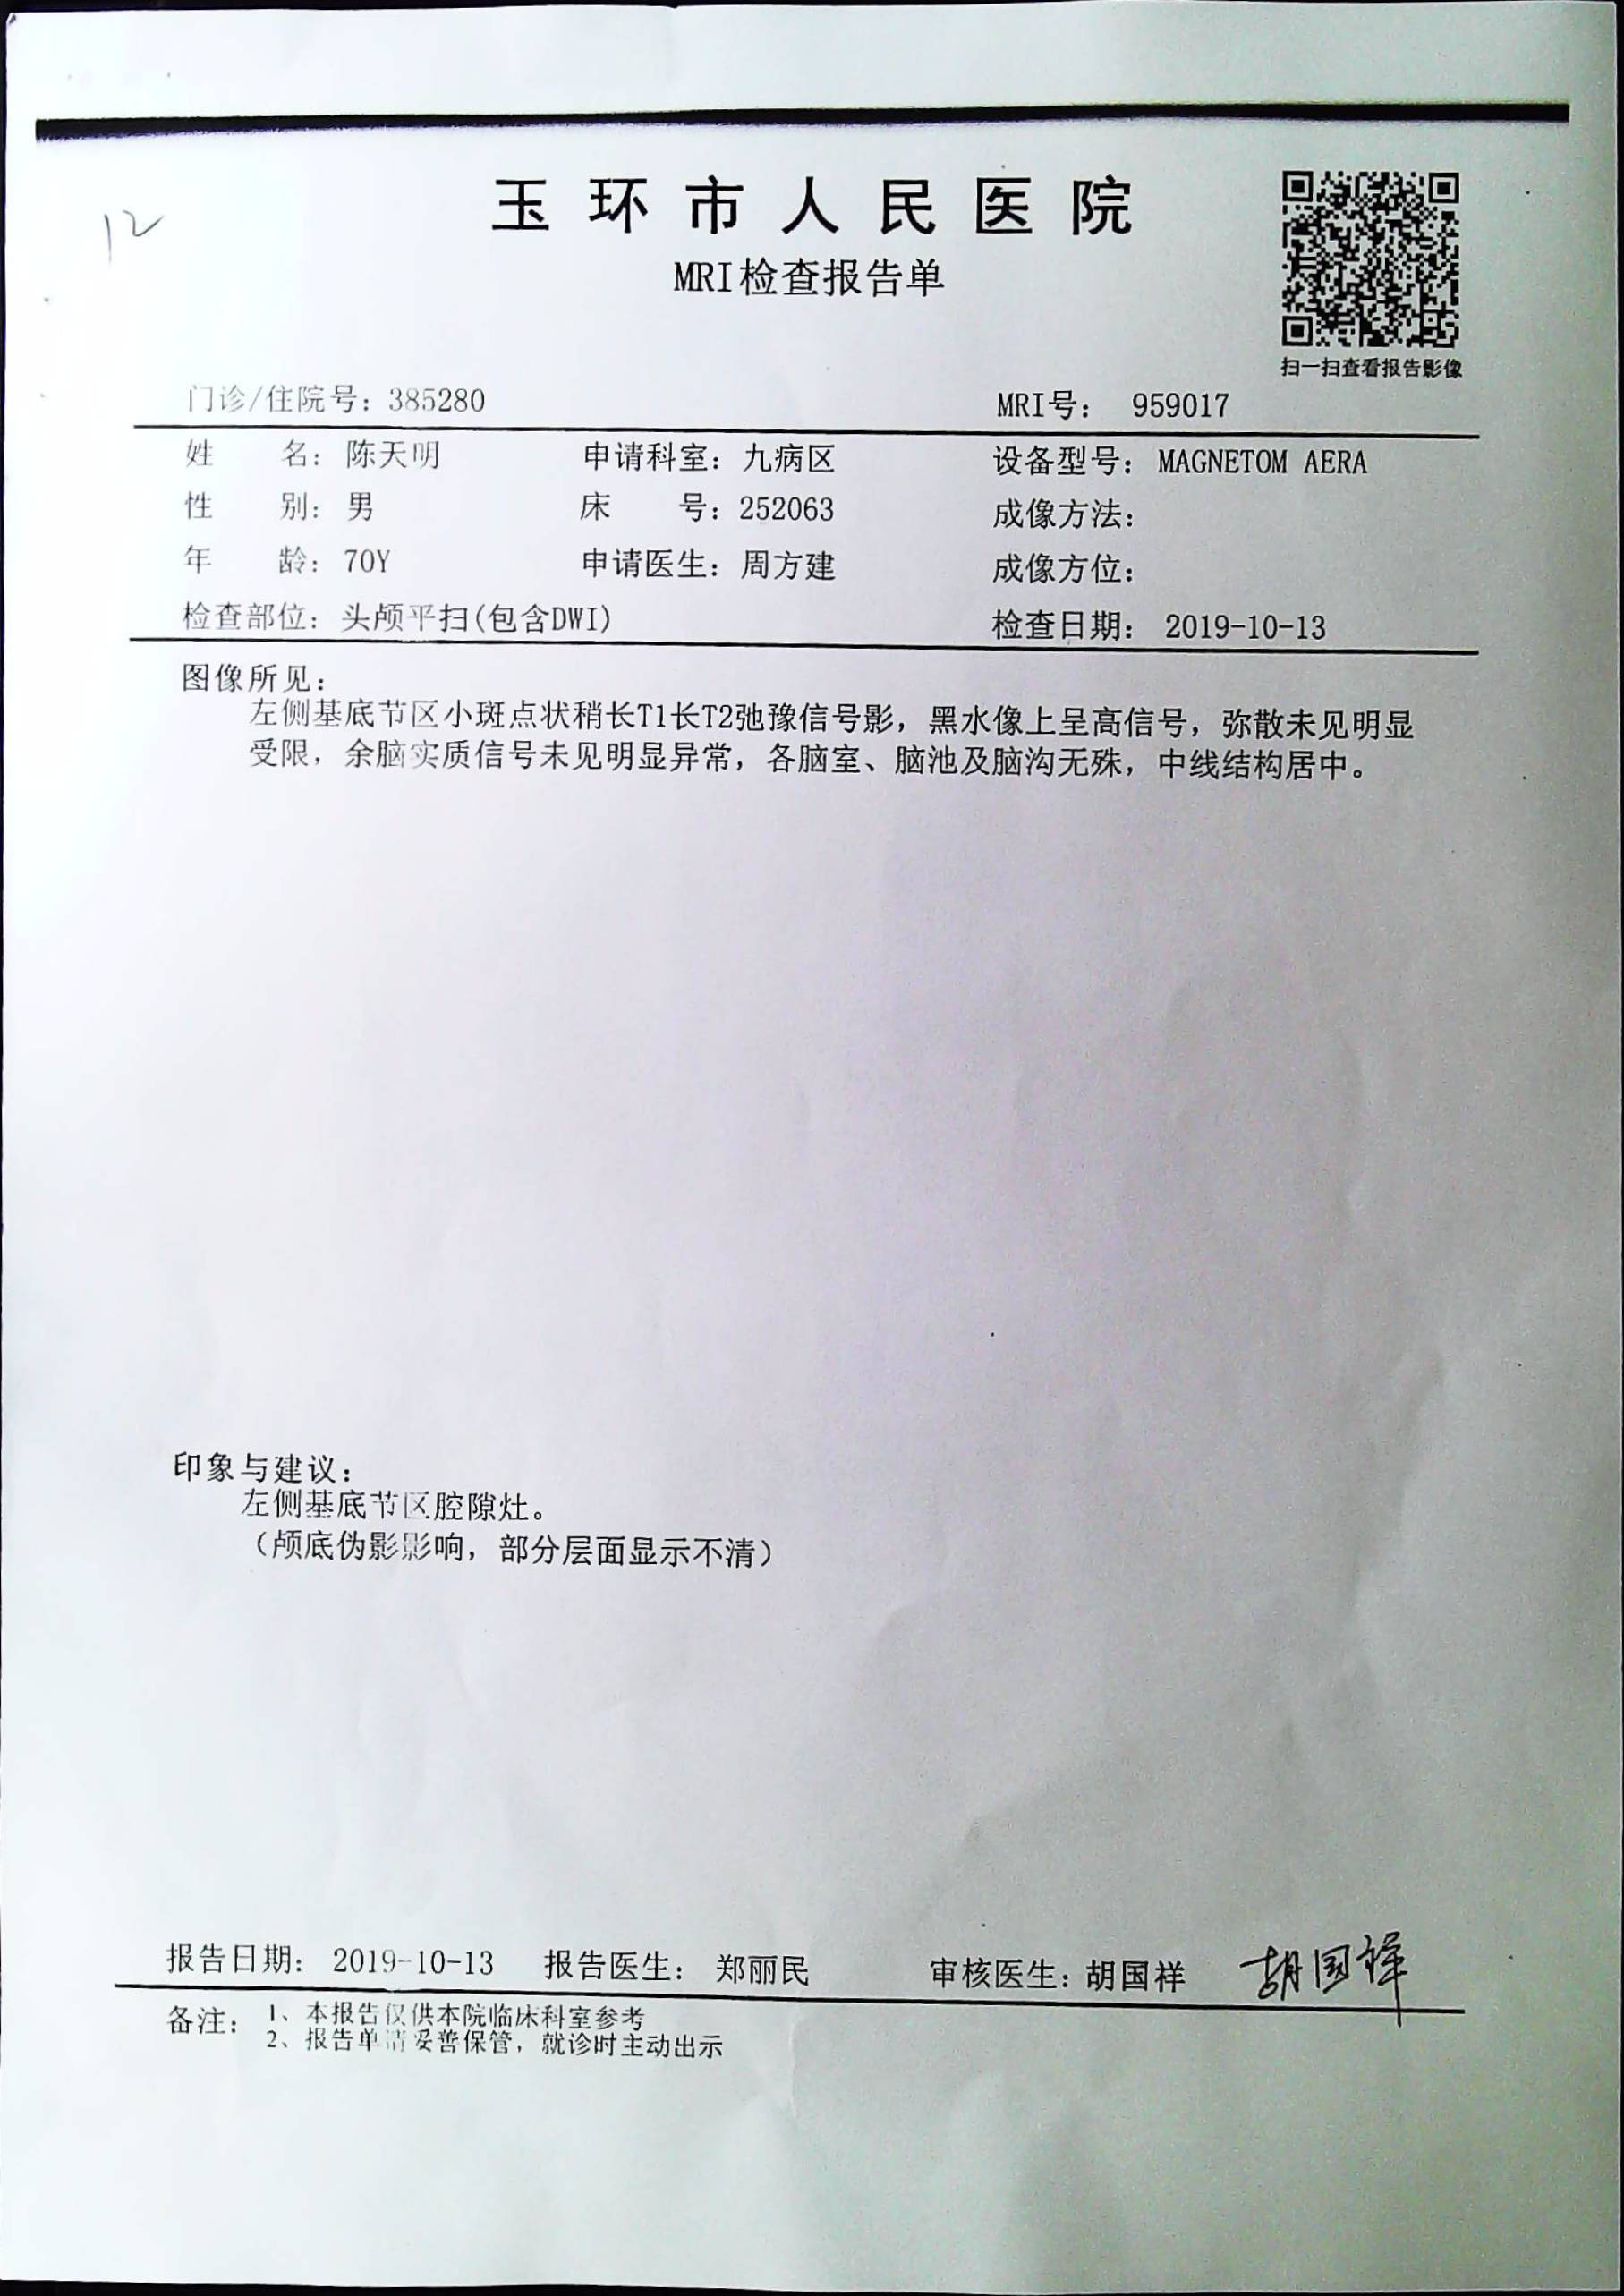 12
玉环市人民医院
MRI检查报告单
扫一扫查看报告影像
门诊/住院号：385280 MRI号： 959017
姓 名：陈天明 申请科室：九病区 设备型号：MAGNETOM AERA
性 别：男 床 号：252063 成像方法：
年 龄：70Y 申请医生：周方建 成像方位：
检查部位：头颅平扫(包含DWI) 检查日期： 2019-10-13
图像所见：
左侧基底节区小斑点状稍长T1长T2弛豫信号影，黑水像上呈高信号，弥散未见明显
受限，余脑实质信号未见明显异常，各脑室、脑池及脑沟无殊，中线结构居中。
印象与建议：
左侧基底节区腔隙灶。
（颅底伪影影响，部分层面显示不清）
报告日期： 2019-10-13 报告医生： 郑丽民 审核医生：胡国祥 胡国祥
备注： 1、本报告仅供本院临床科室参考
2、报告单请妥善保管，就诊时主动出示